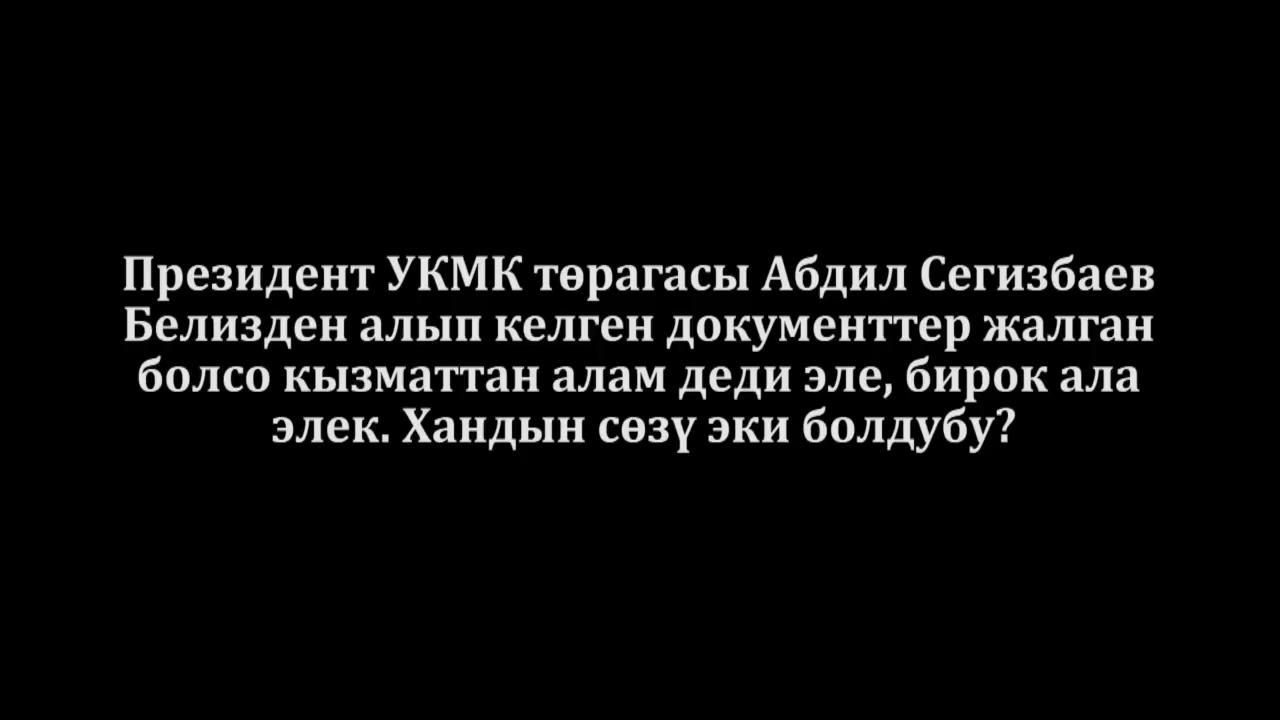 Президент УКМК төрагасы Абдил Сегизбаев
Белизден алып келген документтер жалган
болсо кызматтан алам деди эле, бирок ала
элек. Хандын сөзү эки болдубу?